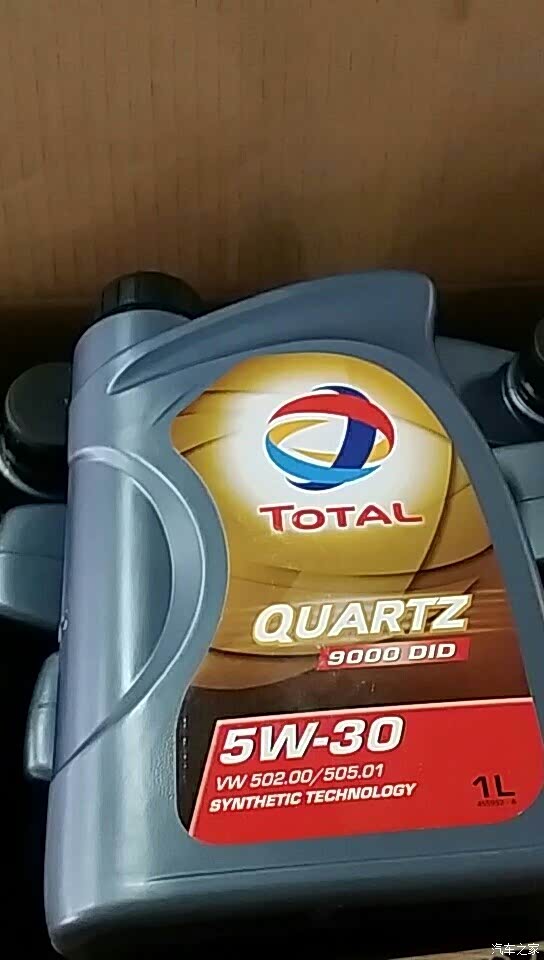 TOTAL
QUARTZ
9000 DID
5W-30
VW 502.00/505.01
SYNTHETIC TECHNOLOGY
1L
汽车之家